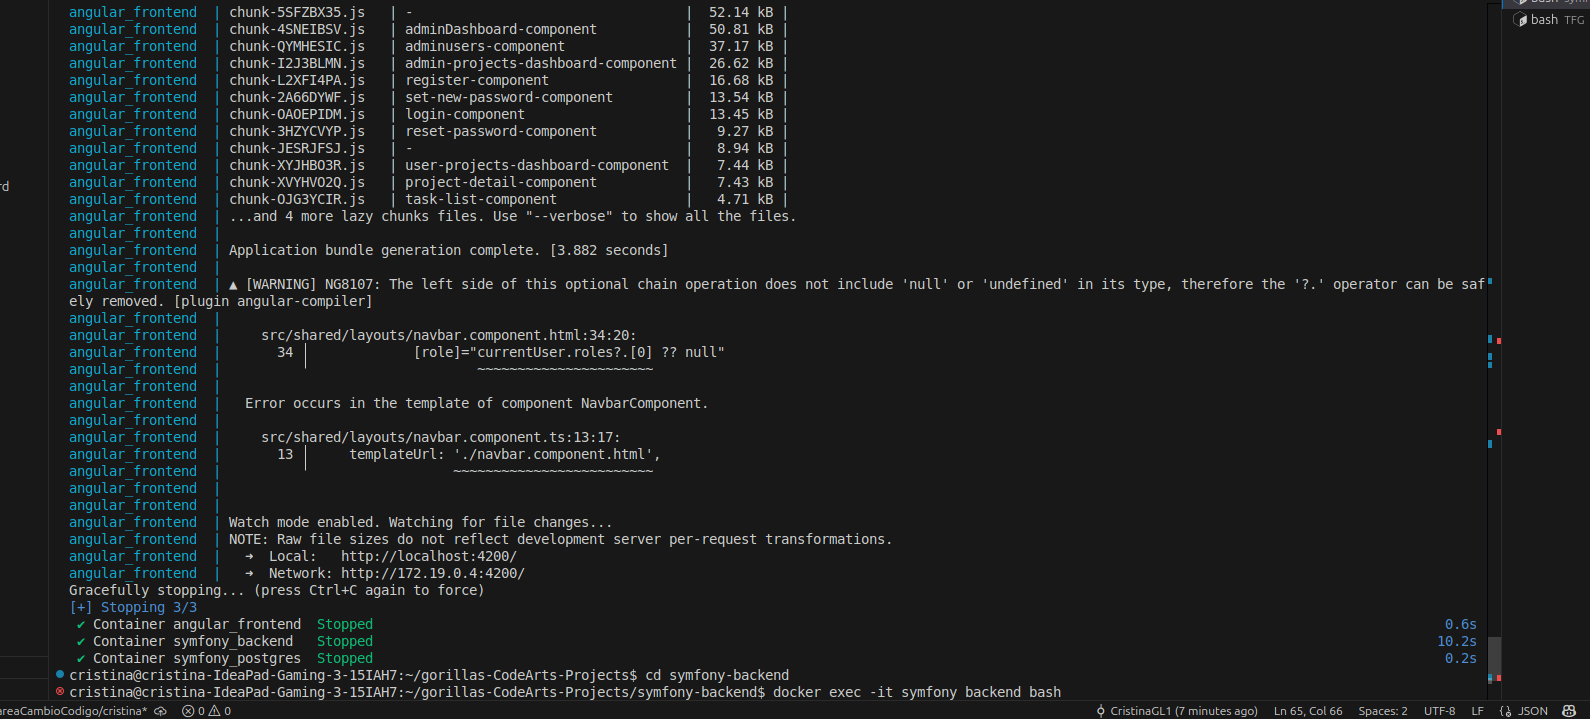 angular_frontend | chunk-5SFZBX35.js | - | 52.14 kB |
angular_frontend | chunk-4SNEIBSV.js | adminDashboard-component | 50.81 kB |
angular_frontend | chunk-QYMHESIC.js | adminusers-component | 37.17 kB |
angular_frontend | chunk-I2J3BLMN.js | admin-projects-dashboard-component | 26.62 kB |
angular_frontend | chunk-L2XFI4PA.js | register-component | 16.68 kB |
angular_frontend | chunk-2A66DYWF.js | set-new-password-component | 13.54 kB |
angular_frontend | chunk-OAOEPIDM.js | login-component | 13.45 kB |
angular_frontend | chunk-3HZYCVYP.js | reset-password-component | 9.27 kB |
angular_frontend | chunk-JESRJFSJ.js | - | 8.94 kB |
angular_frontend | chunk-XYJHBO3R.js | user-projects-dashboard-component | 7.44 kB |
angular_frontend | chunk-XVYHVO2Q.js | project-detail-component | 7.43 kB |
angular_frontend | chunk-OJG3YCIR.js | task-list-component | 4.71 kB |
angular_frontend | ...and 4 more lazy chunks files. Use "--verbose" to show all the files.
angular_frontend |
angular_frontend | Application bundle generation complete. [3.882 seconds]
angular_frontend |
angular_frontend | ▲ [WARNING] NG8107: The left side of this optional chain operation does not include 'null' or 'undefined' in its type, therefore the '?.' operator can be saf
ely removed. [plugin angular-compiler]
angular_frontend |
angular_frontend | src/shared/layouts/navbar.component.html:34:20:
angular_frontend | 34 │ [role]="currentUser.roles?.[0] ?? null"
angular_frontend | ╵ ~~~~~~~~~~~~~~~~~~~~~~
angular_frontend |
angular_frontend | Error occurs in the template of component NavbarComponent.
angular_frontend |
angular_frontend | src/shared/layouts/navbar.component.ts:13:17:
angular_frontend | 13 │ templateUrl: './navbar.component.html',
angular_frontend | ╵ ~~~~~~~~~~~~~~~~~~~~~~~~~
angular_frontend |
angular_frontend |
angular_frontend | Watch mode enabled. Watching for file changes...
angular_frontend | NOTE: Raw file sizes do not reflect development server per-request transformations.
angular_frontend | ➜ Local: http://localhost:4200/
angular_frontend | ➜ Network: http://172.19.0.4:4200/
Gracefully stopping... (press Ctrl+C again to force)
[+] Stopping 3/3
✔ Container angular_frontend Stopped 0.6s
✔ Container symfony_backend Stopped 10.2s
✔ Container symfony_postgres Stopped 0.2s
cristina@cristina-IdeaPad-Gaming-3-15IAH7:~/gorillas-CodeArts-Projects$ cd symfony-backend
cristina@cristina-IdeaPad-Gaming-3-15IAH7:~/gorillas-CodeArts-Projects/symfony-backend$ docker exec -it symfony backend bash
bash TFG
rd
areaCambioCodigo/cristina* 0 0 CristinaGL1 (7 minutes ago) Ln 65, Col 66 Spaces: 2 UTF-8 LF {} JSON